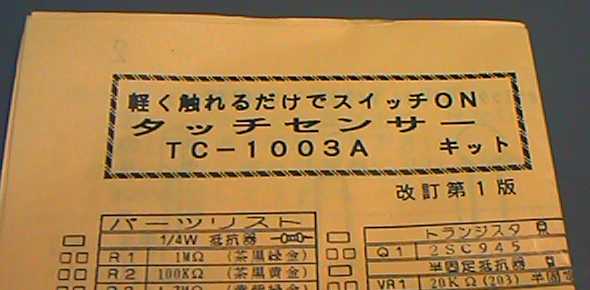 軽く触れるだけでスイッチON
タッチセンサー
TC-1003A キット
改訂第1版
パーツリスト
1/4W 抵抗器
R1 1MΩ (茶黒緑金)
R2 100KΩ (茶黒黄金)
トランジスタ
Q1 2SC945
半固定抵抗器
VR1 20KΩ (203) 半固定